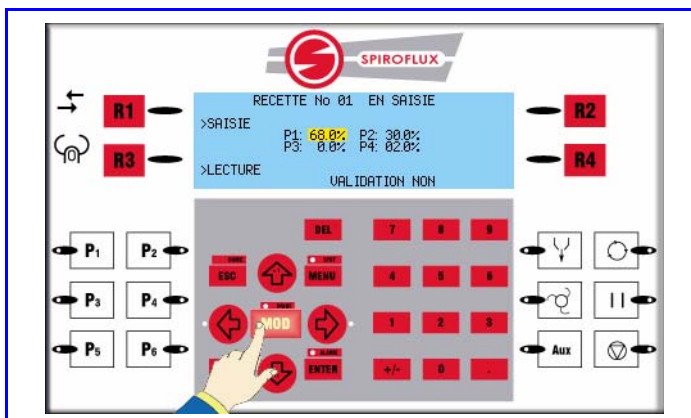 SPIROFLUX
R1
R2
R3
R4
RECETTE No 01 EN SAISIE
>SAISIE
P1: 68.0% P2: 30.0%
P3: 0.0% P4: 02.0%
>LECTURE
VALIDATION NON
P1 P2
P3 P4
P5 P6
DEL 7 8 9
ESC MENU 4 5 6
MOD 1 2 3
ENTER +/- 0 .
Aux
ALARM